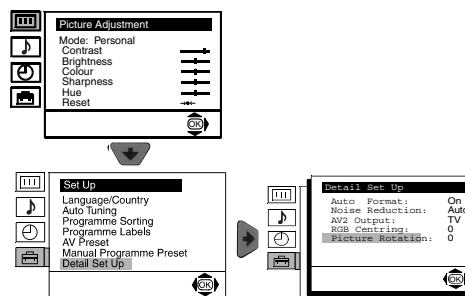 Picture Adjustment
Mode: Personal
Contrast
Brightness
Colour
Sharpness
Hue
Reset
OK
Set Up
Language/Country
Auto Tuning
Programme Sorting
Programme Labels
AV Preset
Manual Programme Preset
Detail Set Up
OK
Detail Set Up
Auto Format: On
Noise Reduction: Auto
AV2 Output: TV
RGB Centring: 0
Picture Rotation: 0
OK